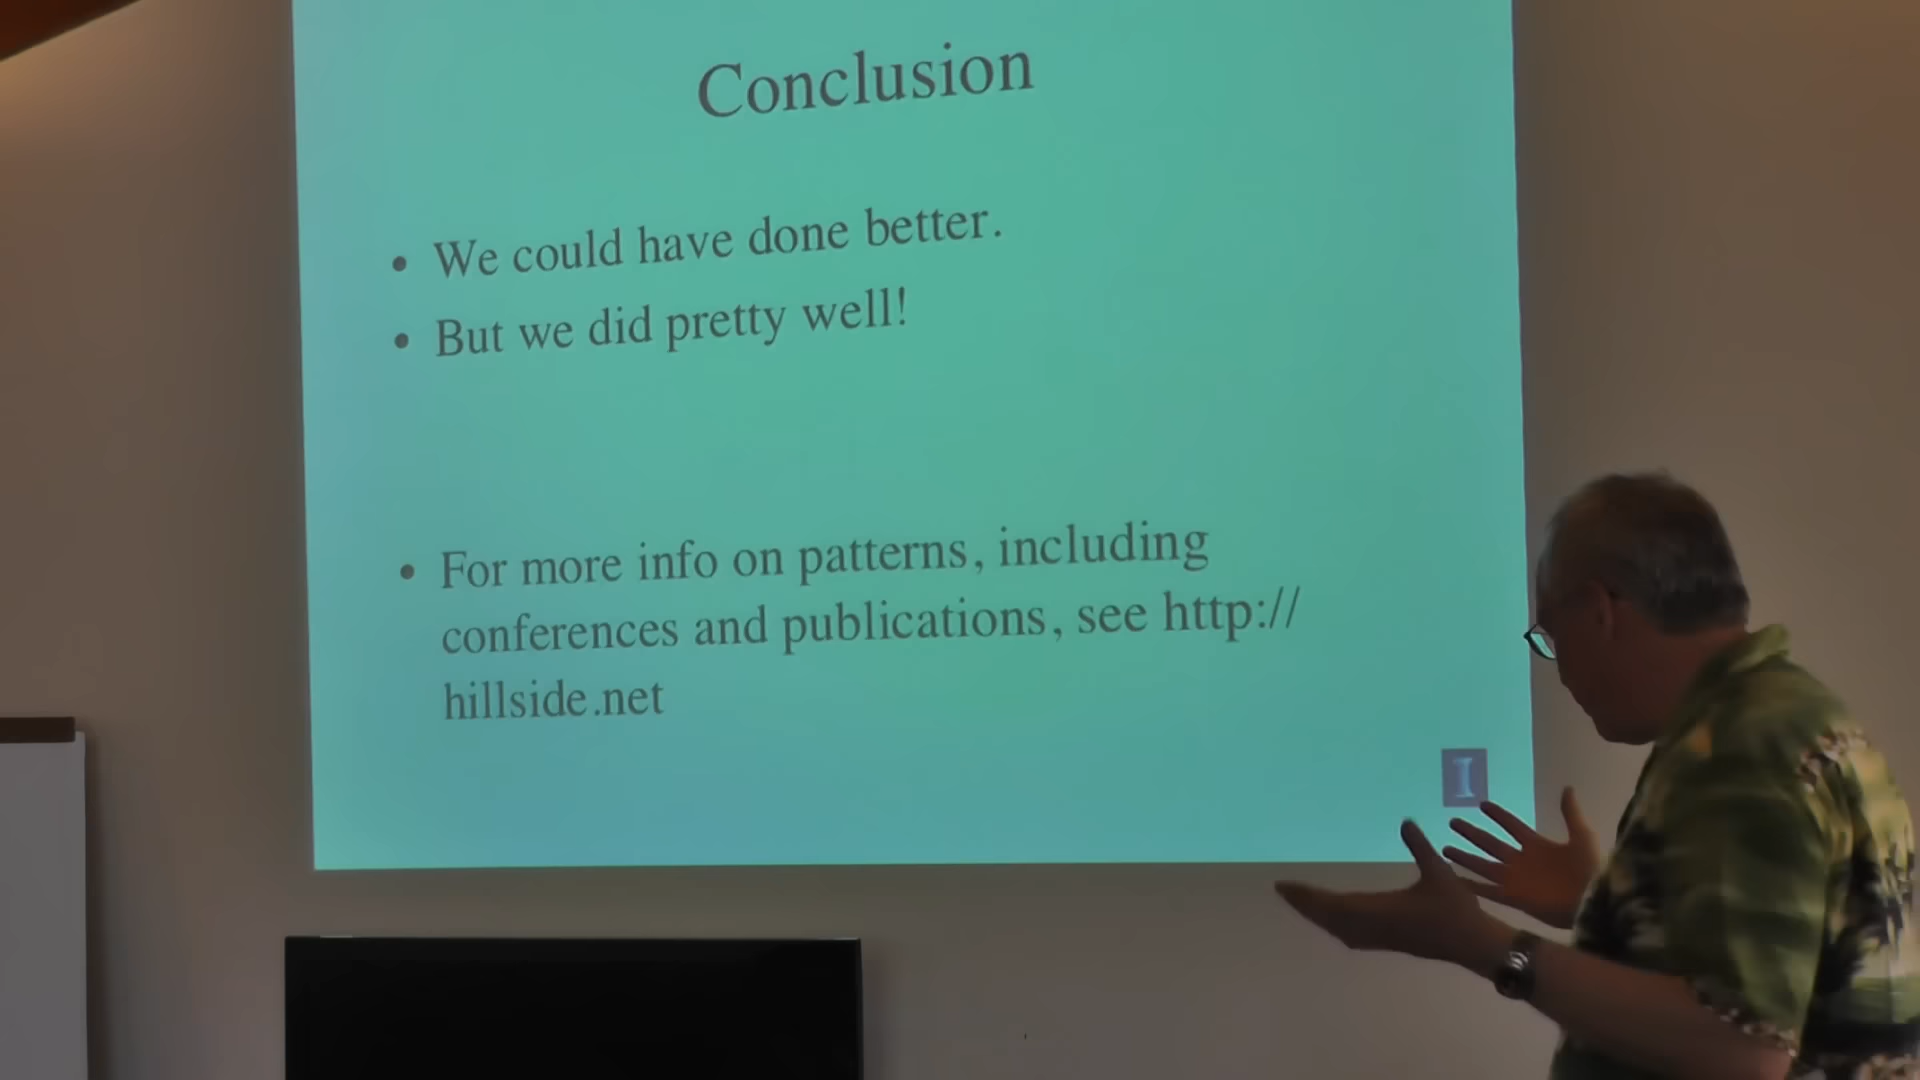 Conclusion
• We could have done better.
• But we did pretty well!
• For more info on patterns, including
conferences and publications, see http://
hillside.net
I